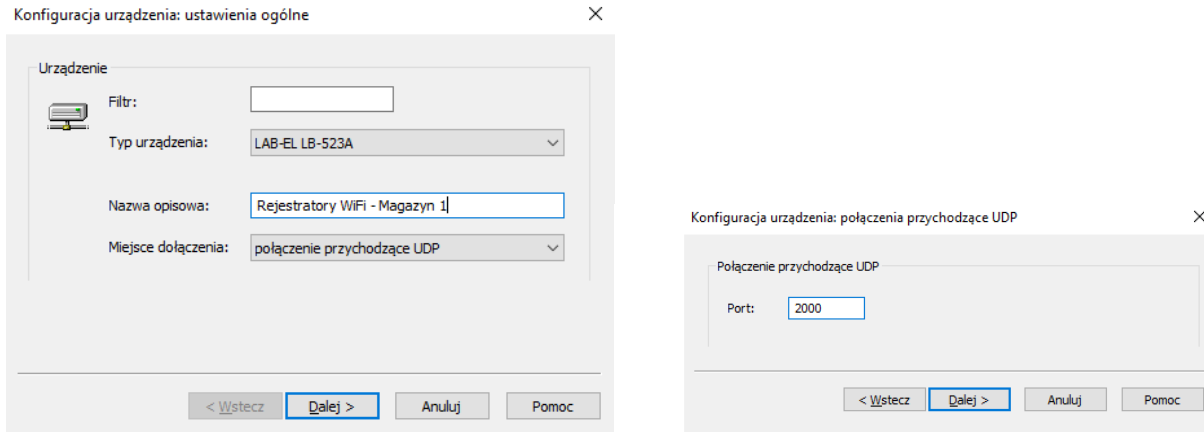 Konfiguracja urządzenia: ustawienia ogólne
Urządzenie
Filtr:
Typ urządzenia: LAB-EL LB-523A
Nazwa opisowa: Rejestratory WiFi - Magazyn 1
Miejsce dołączenia: połączenie przychodzące UDP
< Wstecz Dalej > Anuluj Pomoc
Konfiguracja urządzenia: połączenia przychodzące UDP
Połączenie przychodzące UDP
Port: 2000
< Wstecz Dalej > Anuluj Pomoc